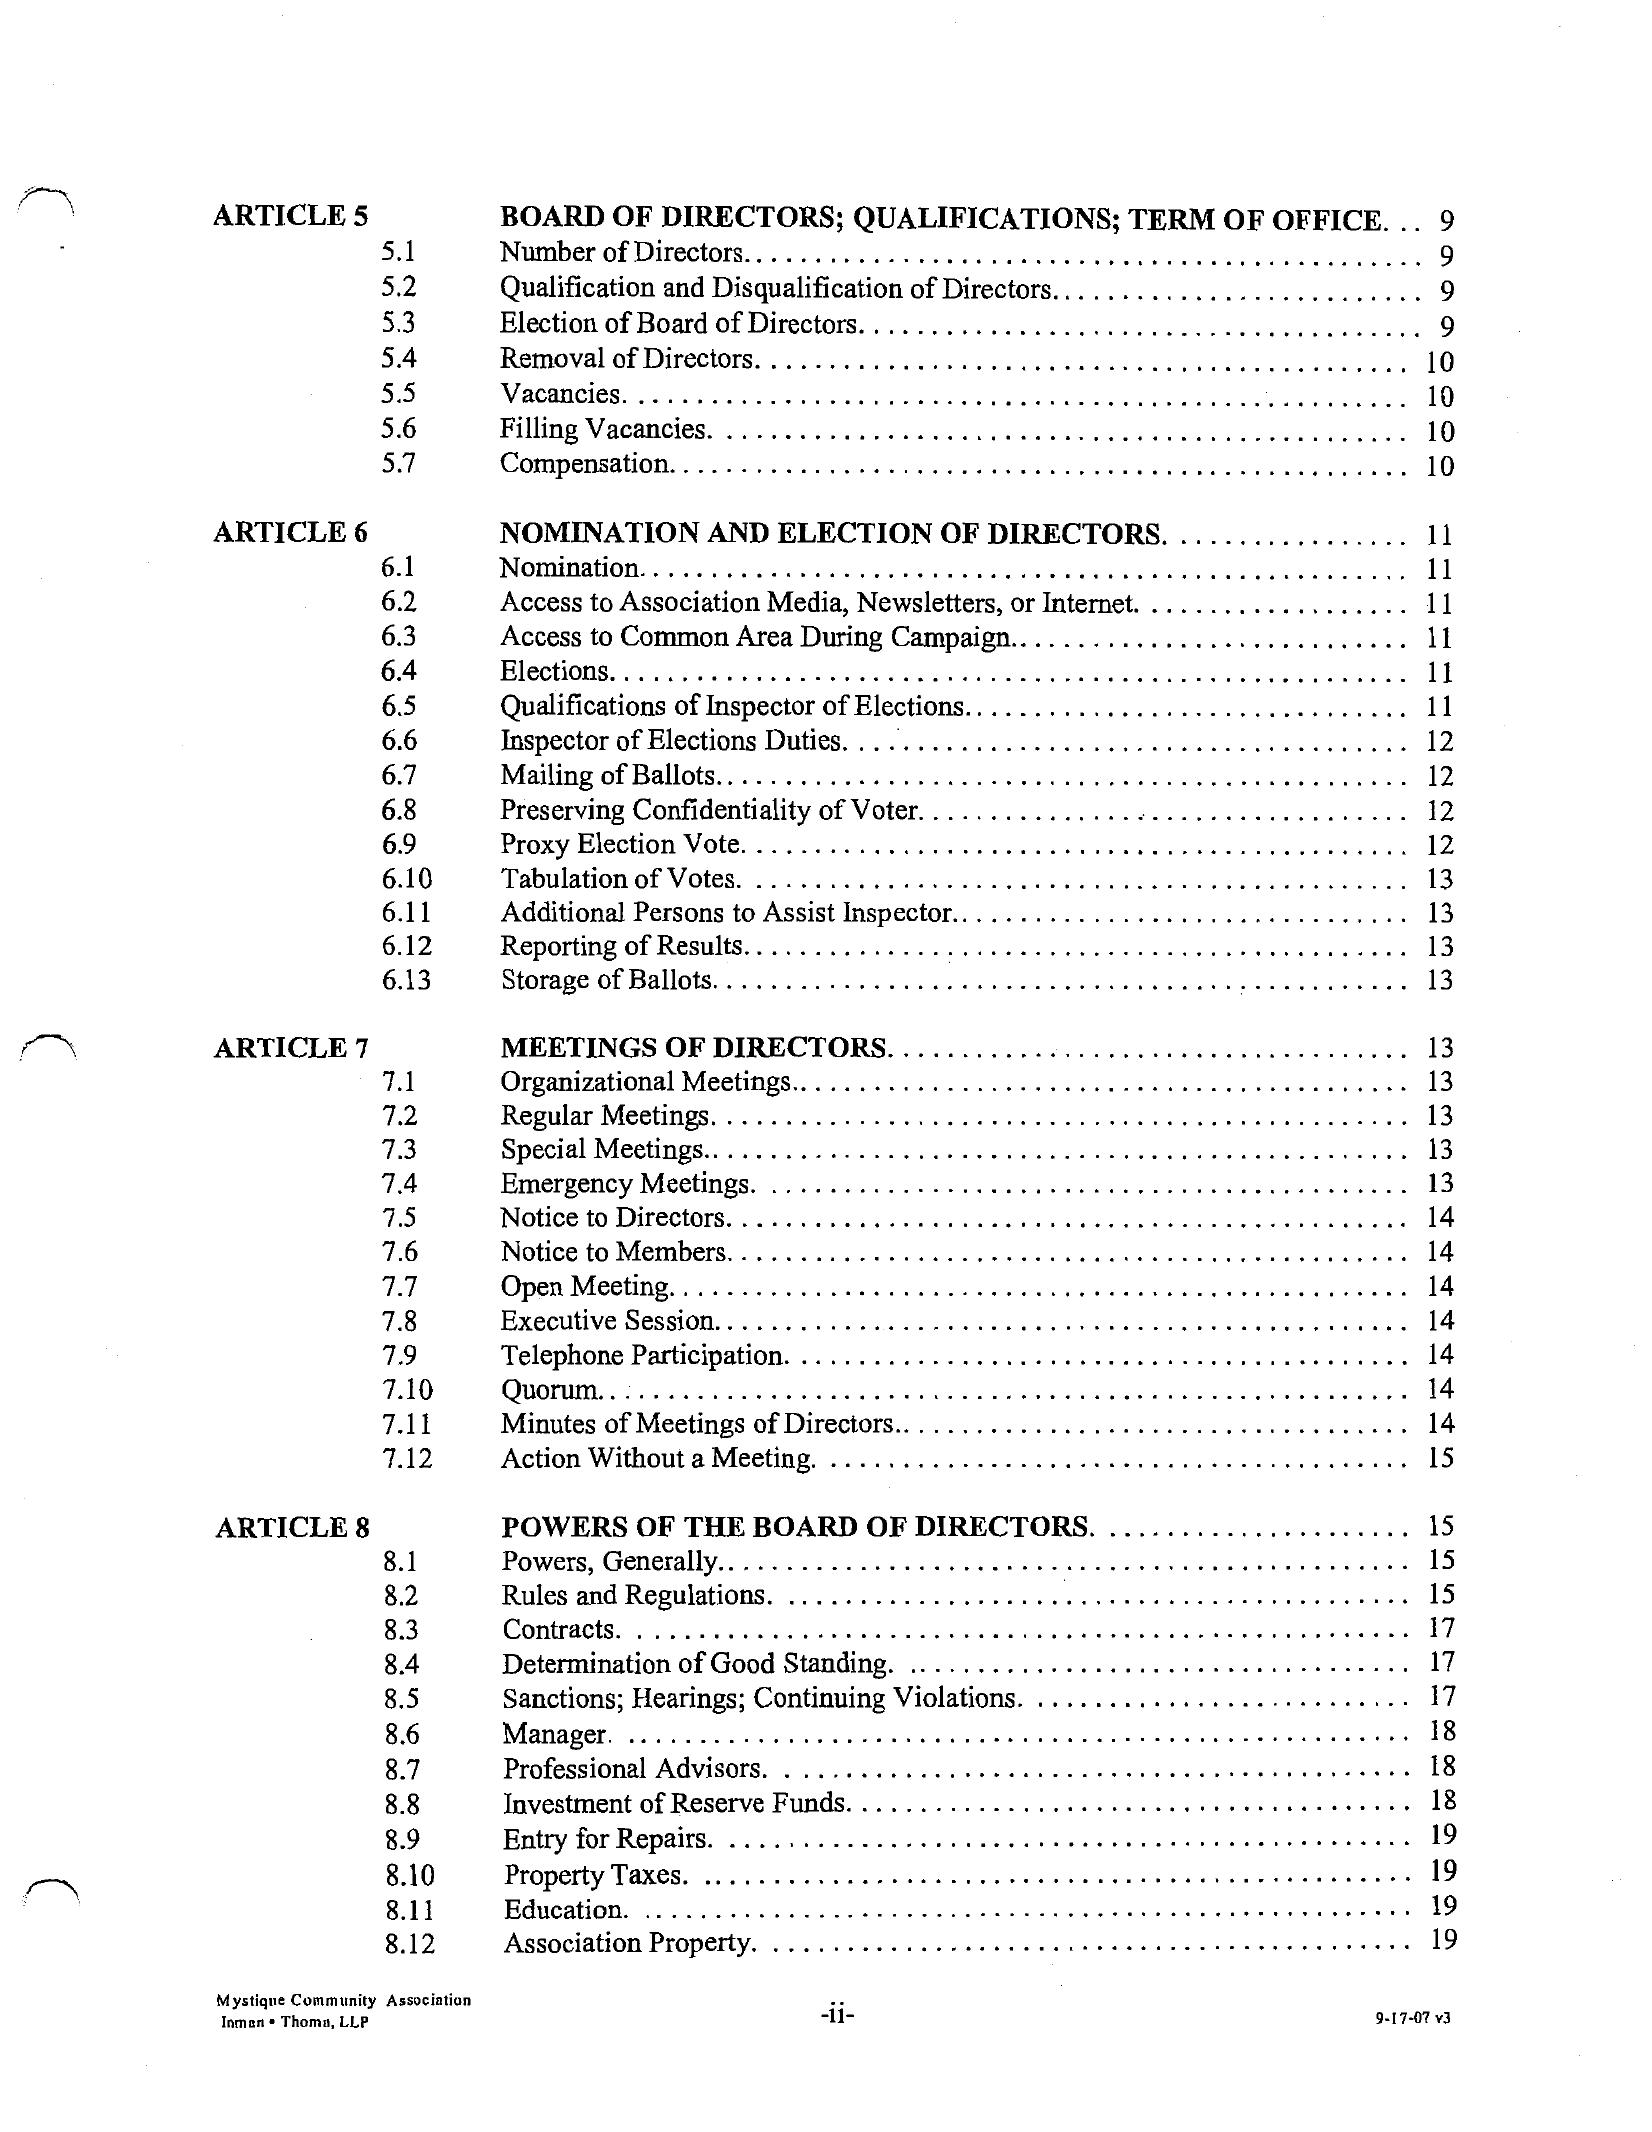 ARTICLE 5 BOARD OF DIRECTORS; QUALIFICATIONS; TERM OF OFFICE. . . 9
5.1 Number of Directors. . . . . . . . . . . . . . . . . . . . 9
5.2 Qualification and Disqualification of Directors. . . . . . . . . . . . . . . . . . . . 9
5.3 Election of Board of Directors. . . . . . . . . . . . . . . . . . . . 9
5.4 Removal of Directors. . . . . . . . . . . . . . . . . . . . 10
5.5 Vacancies. . . . . . . . . . . . . . . . . . . . 10
5.6 Filling Vacancies. . . . . . . . . . . . . . . . . . . . 10
5.7 Compensation. . . . . . . . . . . . . . . . . . . . 10
ARTICLE 6 NOMINATION AND ELECTION OF DIRECTORS. . . . . . . . . . . . . . . . . 11
6.1 Nomination. . . . . . . . . . . . . . . . . . . . 11
6.2 Access to Association Media, Newsletters, or Internet. . . . . . . . . . . . . . . . . . . 11
6.3 Access to Common Area During Campaign. . . . . . . . . . . . . . . . . . . . 11
6.4 Elections. . . . . . . . . . . . . . . . . . . . 11
6.5 Qualifications of Inspector of Elections. . . . . . . . . . . . . . . . . . . . 11
6.6 Inspector of Elections Duties. . . . . . . . . . . . . . . . . . . . 12
6.7 Mailing of Ballots. . . . . . . . . . . . . . . . . . . . 12
6.8 Preserving Confidentiality of Voter. . . . . . . . . . . . . . . . . . . . 12
6.9 Proxy Election Vote. . . . . . . . . . . . . . . . . . . . 12
6.10 Tabulation of Votes. . . . . . . . . . . . . . . . . . . . 13
6.11 Additional Persons to Assist Inspector. . . . . . . . . . . . . . . . . . . . 13
6.12 Reporting of Results. . . . . . . . . . . . . . . . . . . . 13
6.13 Storage of Ballots. . . . . . . . . . . . . . . . . . . . 13
ARTICLE 7 MEETINGS OF DIRECTORS. . . . . . . . . . . . . . . . . . . . 13
7.1 Organizational Meetings. . . . . . . . . . . . . . . . . . . . 13
7.2 Regular Meetings. . . . . . . . . . . . . . . . . . . . 13
7.3 Special Meetings. . . . . . . . . . . . . . . . . . . . 13
7.4 Emergency Meetings. . . . . . . . . . . . . . . . . . . . 13
7.5 Notice to Directors. . . . . . . . . . . . . . . . . . . . 14
7.6 Notice to Members. . . . . . . . . . . . . . . . . . . . 14
7.7 Open Meeting. . . . . . . . . . . . . . . . . . . . 14
7.8 Executive Session. . . . . . . . . . . . . . . . . . . . 14
7.9 Telephone Participation. . . . . . . . . . . . . . . . . . . . 14
7.10 Quorum. . . . . . . . . . . . . . . . . . . . 14
7.11 Minutes of Meetings of Directors. . . . . . . . . . . . . . . . . . . . 14
7.12 Action Without a Meeting. . . . . . . . . . . . . . . . . . . . 15
ARTICLE 8 POWERS OF THE BOARD OF DIRECTORS. . . . . . . . . . . . . . . . . . . . 15
8.1 Powers, Generally. . . . . . . . . . . . . . . . . . . . 15
8.2 Rules and Regulations. . . . . . . . . . . . . . . . . . . . 15
8.3 Contracts. . . . . . . . . . . . . . . . . . . . 17
8.4 Determination of Good Standing. . . . . . . . . . . . . . . . . . . . 17
8.5 Sanctions; Hearings; Continuing Violations. . . . . . . . . . . . . . . . . . . . 17
8.6 Manager. . . . . . . . . . . . . . . . . . . . 18
8.7 Professional Advisors. . . . . . . . . . . . . . . . . . . . 18
8.8 Investment of Reserve Funds. . . . . . . . . . . . . . . . . . . . 18
8.9 Entry for Repairs. . . . . . . . . . . . . . . . . . . . 19
8.10 Property Taxes. . . . . . . . . . . . . . . . . . . . 19
8.11 Education. . . . . . . . . . . . . . . . . . . . 19
8.12 Association Property. . . . . . . . . . . . . . . . . . . . 19
Mystique Community Association
Inman • Thoma, LLP
-ii-
9-17-07 v3